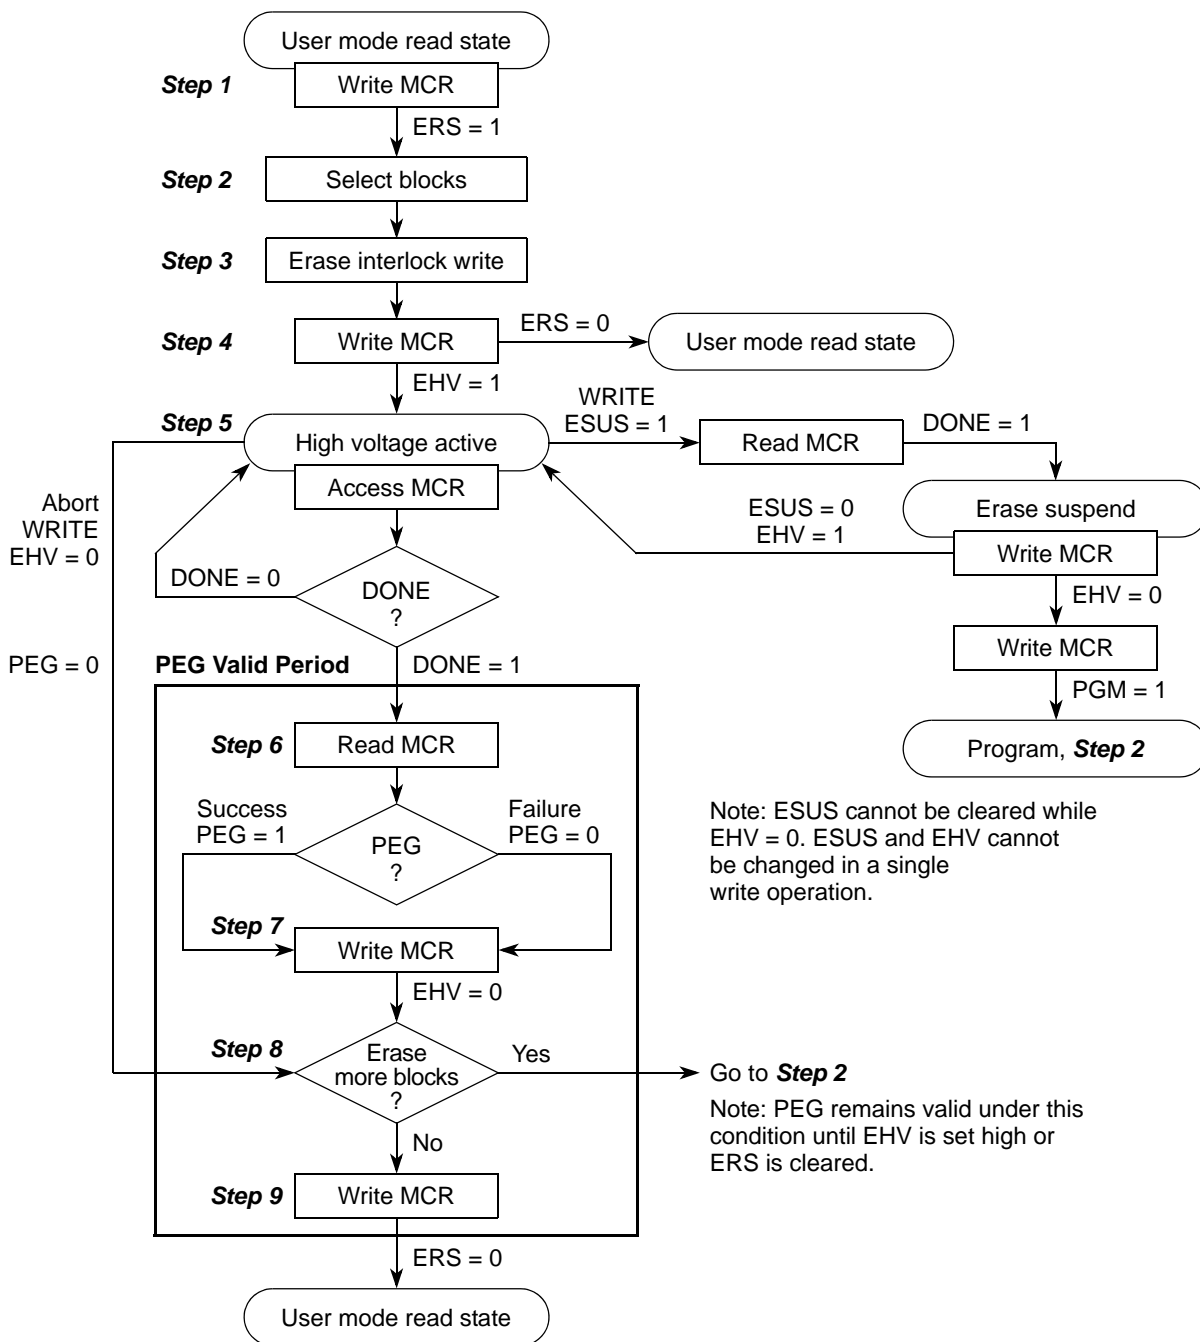 User mode read state
Step 1
Write MCR
ERS = 1
Step 2
Select blocks
Step 3
Erase interlock write
Step 4
Write MCR
ERS = 0
User mode read state
EHV = 1
Step 5
High voltage active
WRITE
ESUS = 1
Read MCR
DONE = 1
Access MCR
Abort
WRITE
EHV = 0
ESUS = 0
EHV = 1
Erase suspend
Write MCR
DONE = 0
DONE
?
EHV = 0
Write MCR
PEG = 0
PEG Valid Period
DONE = 1
PGM = 1
Step 6
Read MCR
Program, Step 2
Success
PEG = 1
Failure
PEG = 0
PEG
?
Note: ESUS cannot be cleared while
EHV = 0. ESUS and EHV cannot
be changed in a single
write operation.
Step 7
Write MCR
EHV = 0
Step 8
Erase
more blocks
?
Yes
Go to Step 2
Note: PEG remains valid under this
condition until EHV is set high or
ERS is cleared.
No
Step 9
Write MCR
ERS = 0
User mode read state